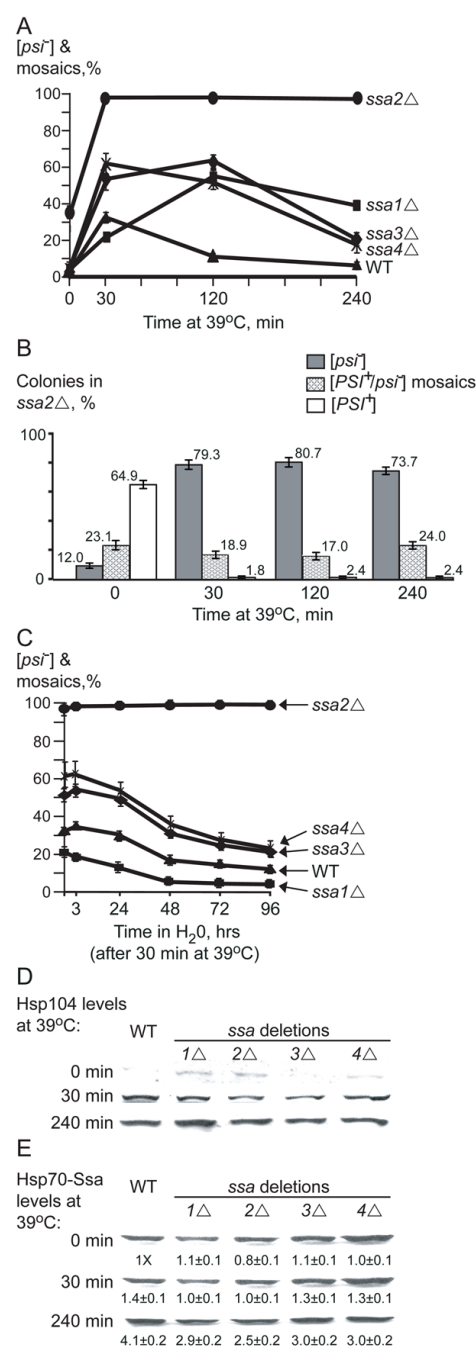 A
[psi⁻] &
mosaics,%
100
80
60
40
20
0
ssa2△
ssa1△
ssa3△
ssa4△
WT
0 30 120 240
Time at 39ºC, min
B
[psi⁻]
[PSI⁺/psi⁻] mosaics
[PSI⁺]
Colonies in
ssa2△, %
100
0
12.0 23.1 64.9 79.3 18.9 1.8 80.7 17.0 2.4 73.7 24.0 2.4
0 30 120 240
Time at 39ºC, min
C
[psi⁻] &
mosaics,%
100
80
60
40
20
0
ssa2△
ssa4△
ssa3△
WT
ssa1△
3 24 48 72 96
Time in H₂0, hrs
(after 30 min at 39ºC)
D
Hsp104 levels
at 39ºC:
WT
ssa deletions
1△ 2△ 3△ 4△
0 min
30 min
240 min
E
Hsp70-Ssa
levels at
39ºC:
WT
ssa deletions
1△ 2△ 3△ 4△
0 min
1X 1.1±0.1 0.8±0.1 1.1±0.1 1.0±0.1
30 min
1.4±0.1 1.0±0.1 1.0±0.1 1.3±0.1 1.3±0.1
240 min
4.1±0.2 2.9±0.2 2.5±0.2 3.0±0.2 3.0±0.2